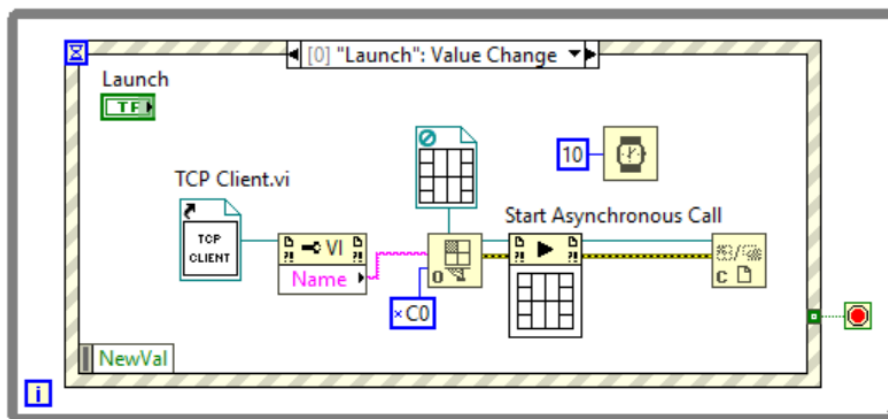 [0] "Launch": Value Change
Launch
TF
10
TCP Client.vi
TCP
CLIENT
VI
Name
Start Asynchronous Call
O
×C0
C
NewVal
i